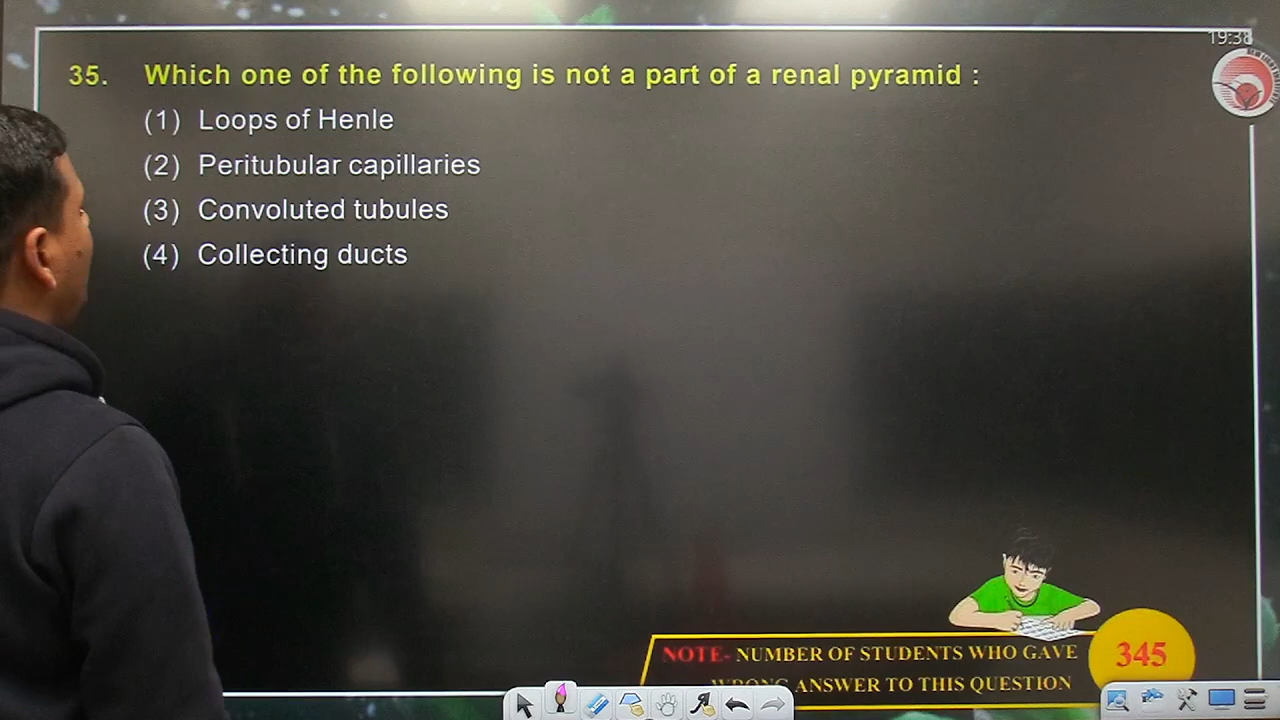 19:38
35. Which one of the following is not a part of a renal pyramid :
(1) Loops of Henle
(2) Peritubular capillaries
(3) Convoluted tubules
(4) Collecting ducts
NOTE- NUMBER OF STUDENTS WHO GAVE
WRONG ANSWER TO THIS QUESTION
345